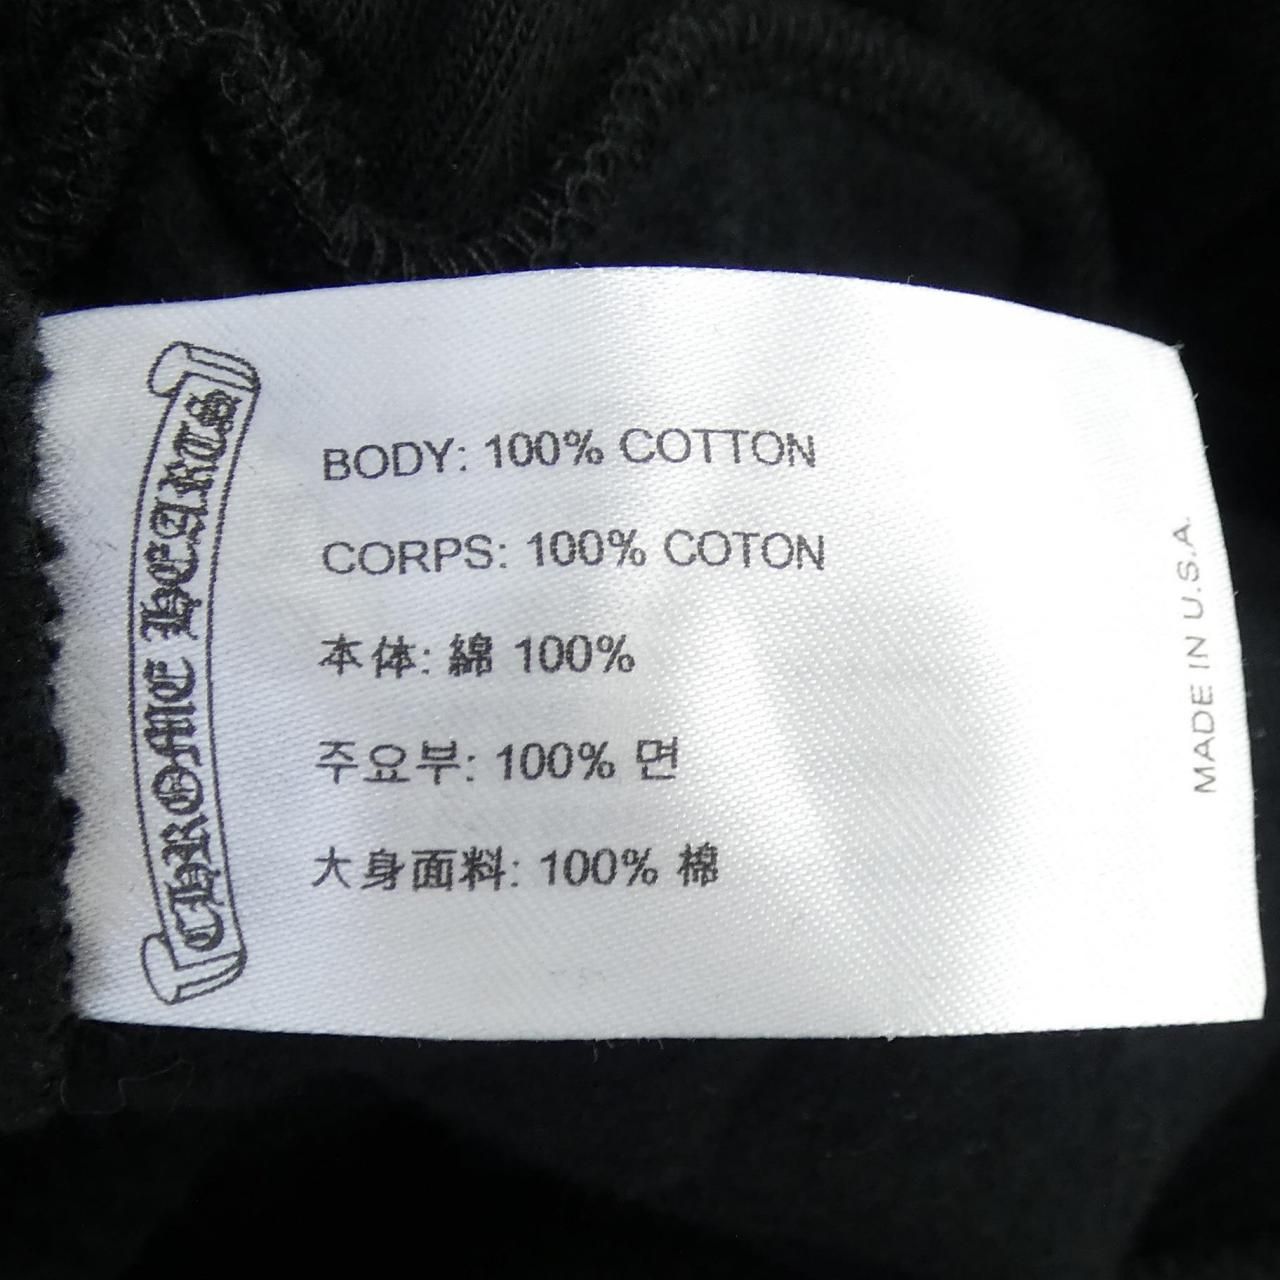 CHROME HEARTS
BODY: 100% COTTON
CORPS: 100% COTON
本体: 綿 100%
주요부: 100% 면
大身面料: 100% 棉
MADE IN U.S.A.